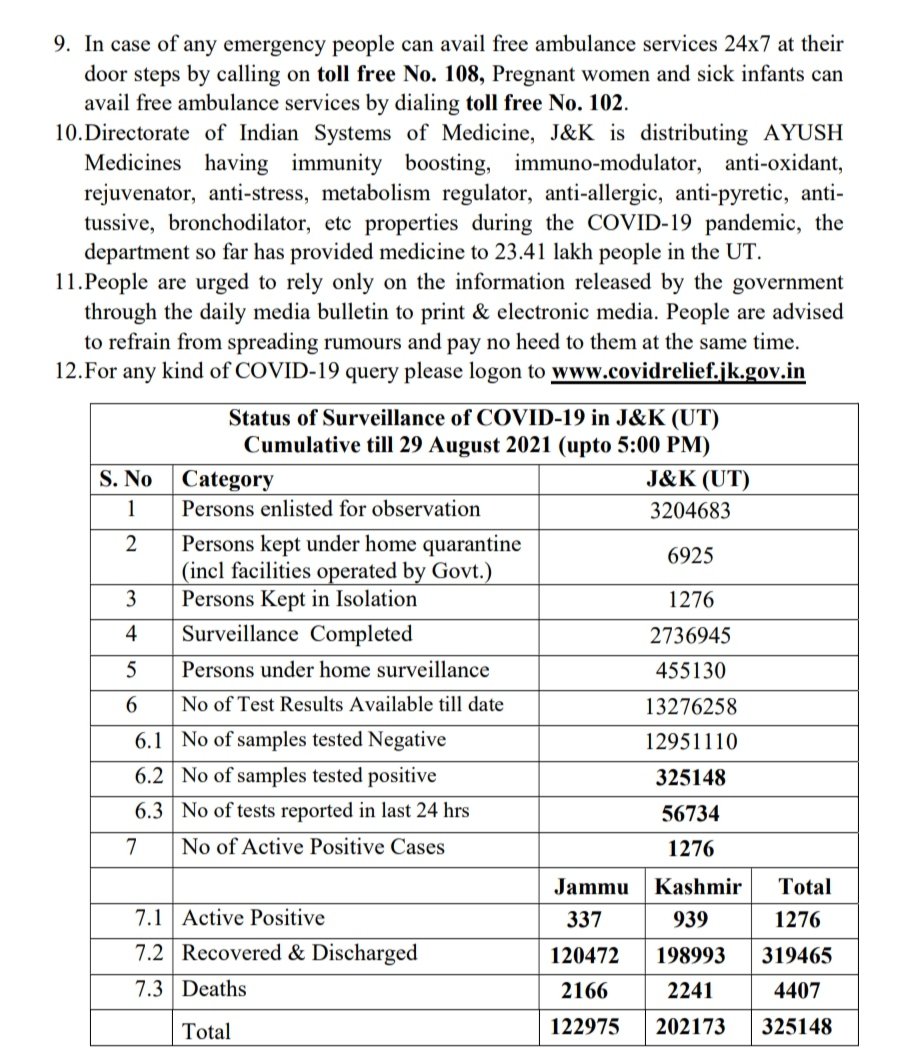 9. In case of any emergency people can avail free ambulance services 24x7 at their
door steps by calling on toll free No. 108, Pregnant women and sick infants can
avail free ambulance services by dialing toll free No. 102.
10.Directorate of Indian Systems of Medicine, J&K is distributing AYUSH
Medicines having immunity boosting, immuno-modulator, anti-oxidant,
rejuvenator, anti-stress, metabolism regulator, anti-allergic, anti-pyretic, anti-
tussive, bronchodilator, etc properties during the COVID-19 pandemic, the
department so far has provided medicine to 23.41 lakh people in the UT.
11.People are urged to rely only on the information released by the government
through the daily media bulletin to print & electronic media. People are advised
to refrain from spreading rumours and pay no heed to them at the same time.
12.For any kind of COVID-19 query please logon to www.covidrelief.jk.gov.in
Status of Surveillance of COVID-19 in J&K (UT)
Cumulative till 29 August 2021 (upto 5:00 PM)
S. No Category J&K (UT)
1 Persons enlisted for observation 3204683
2 Persons kept under home quarantine
(incl facilities operated by Govt.) 6925
3 Persons Kept in Isolation 1276
4 Surveillance Completed 2736945
5 Persons under home surveillance 455130
6 No of Test Results Available till date 13276258
6.1 No of samples tested Negative 12951110
6.2 No of samples tested positive 325148
6.3 No of tests reported in last 24 hrs 56734
7 No of Active Positive Cases 1276
Jammu Kashmir Total
7.1 Active Positive 337 939 1276
7.2 Recovered & Discharged 120472 198993 319465
7.3 Deaths 2166 2241 4407
Total 122975 202173 325148